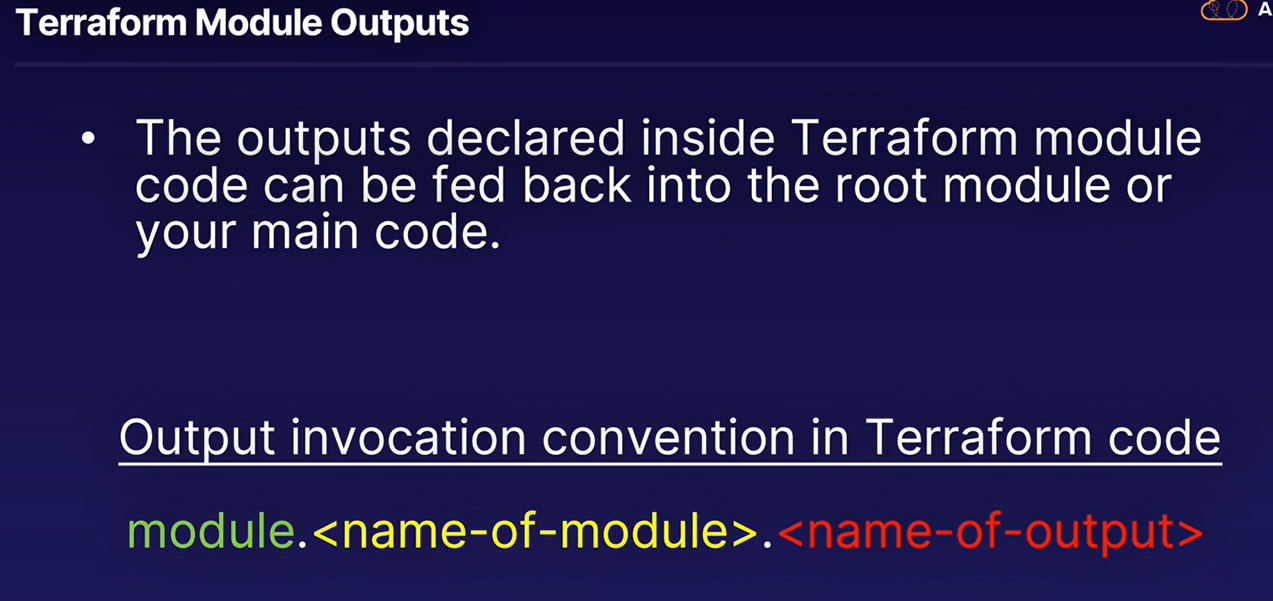 Terraform Module Outputs
A
• The outputs declared inside Terraform module
code can be fed back into the root module or
your main code.
Output invocation convention in Terraform code
module.<name-of-module>.<name-of-output>